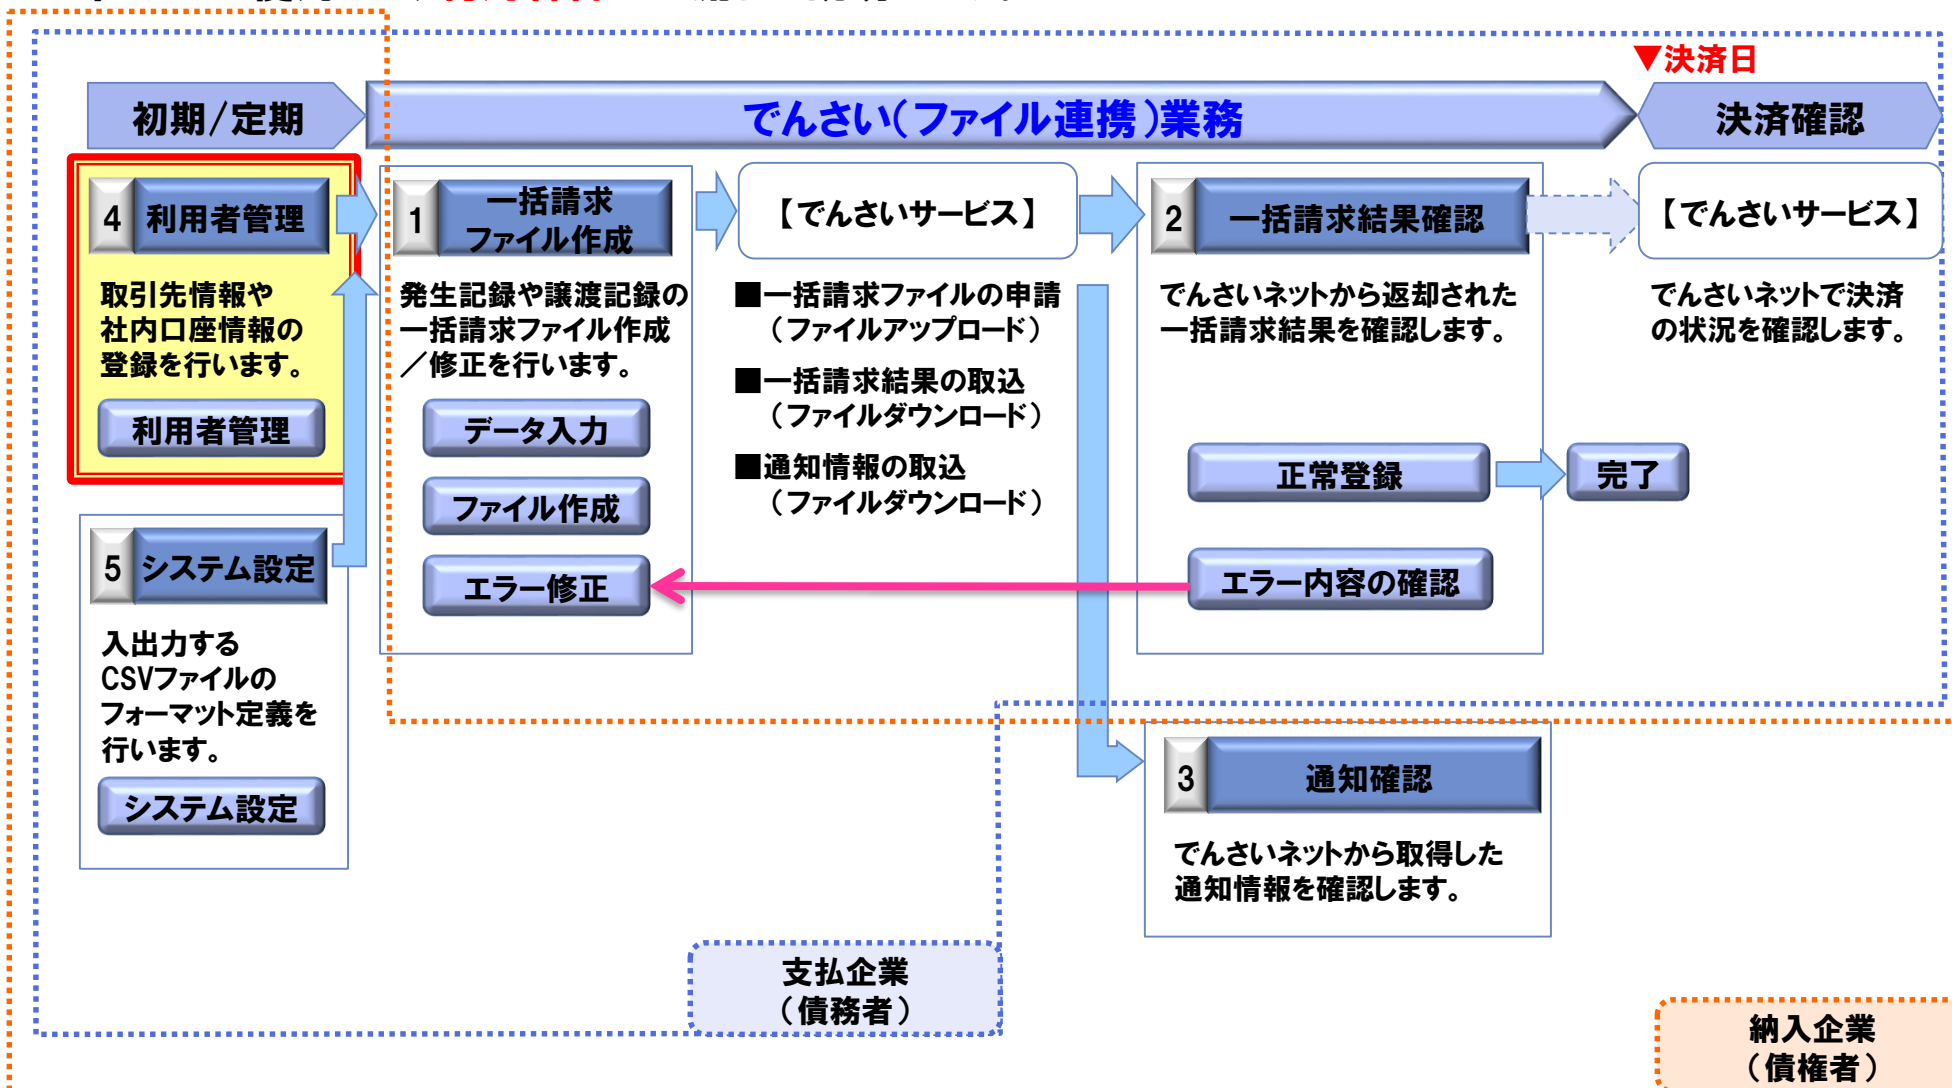 ▼決済日
初期/定期
でんさい(ファイル連携)業務
決済確認
4 利用者管理
取引先情報や
社内口座情報の
登録を行います。
利用者管理
5 システム設定
入出力する
CSVファイルの
フォーマット定義を
行います。
システム設定
1 一括請求
ファイル作成
発生記録や譲渡記録の
一括請求ファイル作成
／修正を行います。
データ入力
ファイル作成
エラー修正
【でんさいサービス】
■一括請求ファイルの申請
（ファイルアップロード）
■一括請求結果の取込
（ファイルダウンロード）
■通知情報の取込
（ファイルダウンロード）
2 一括請求結果確認
でんさいネットから返却された
一括請求結果を確認します。
正常登録
完了
エラー内容の確認
【でんさいサービス】
でんさいネットで決済
の状況を確認します。
3 通知確認
でんさいネットから取得した
通知情報を確認します。
支払企業
（債務者）
納入企業
（債権者）